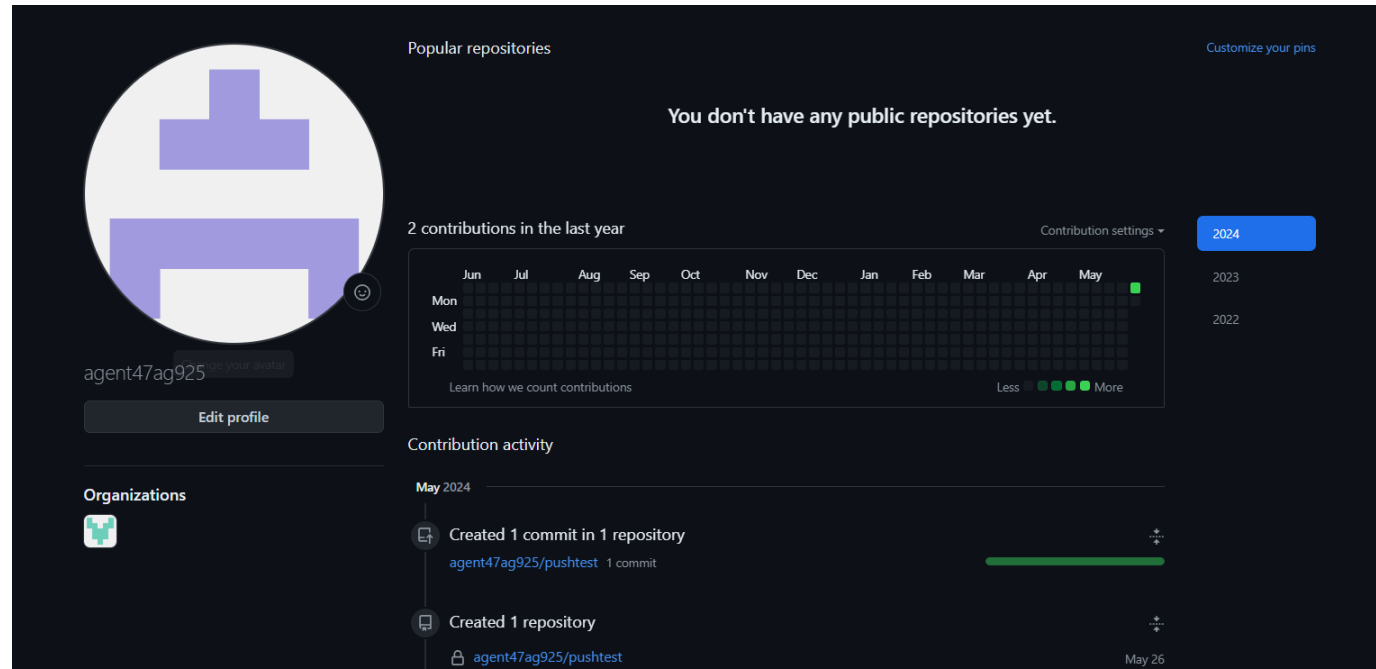 Popular repositories
Customize your pins
You don't have any public repositories yet.
2 contributions in the last year
Contribution settings
2024
2023
2022
Jun Jul Aug Sep Oct Nov Dec Jan Feb Mar Apr May
Mon
Wed
Fri
Learn how we count contributions
Less More
agent47ag925
Change your avatar
Edit profile
Organizations
Contribution activity
May 2024
Created 1 commit in 1 repository
agent47ag925/pushtest 1 commit
Created 1 repository
agent47ag925/pushtest
May 26